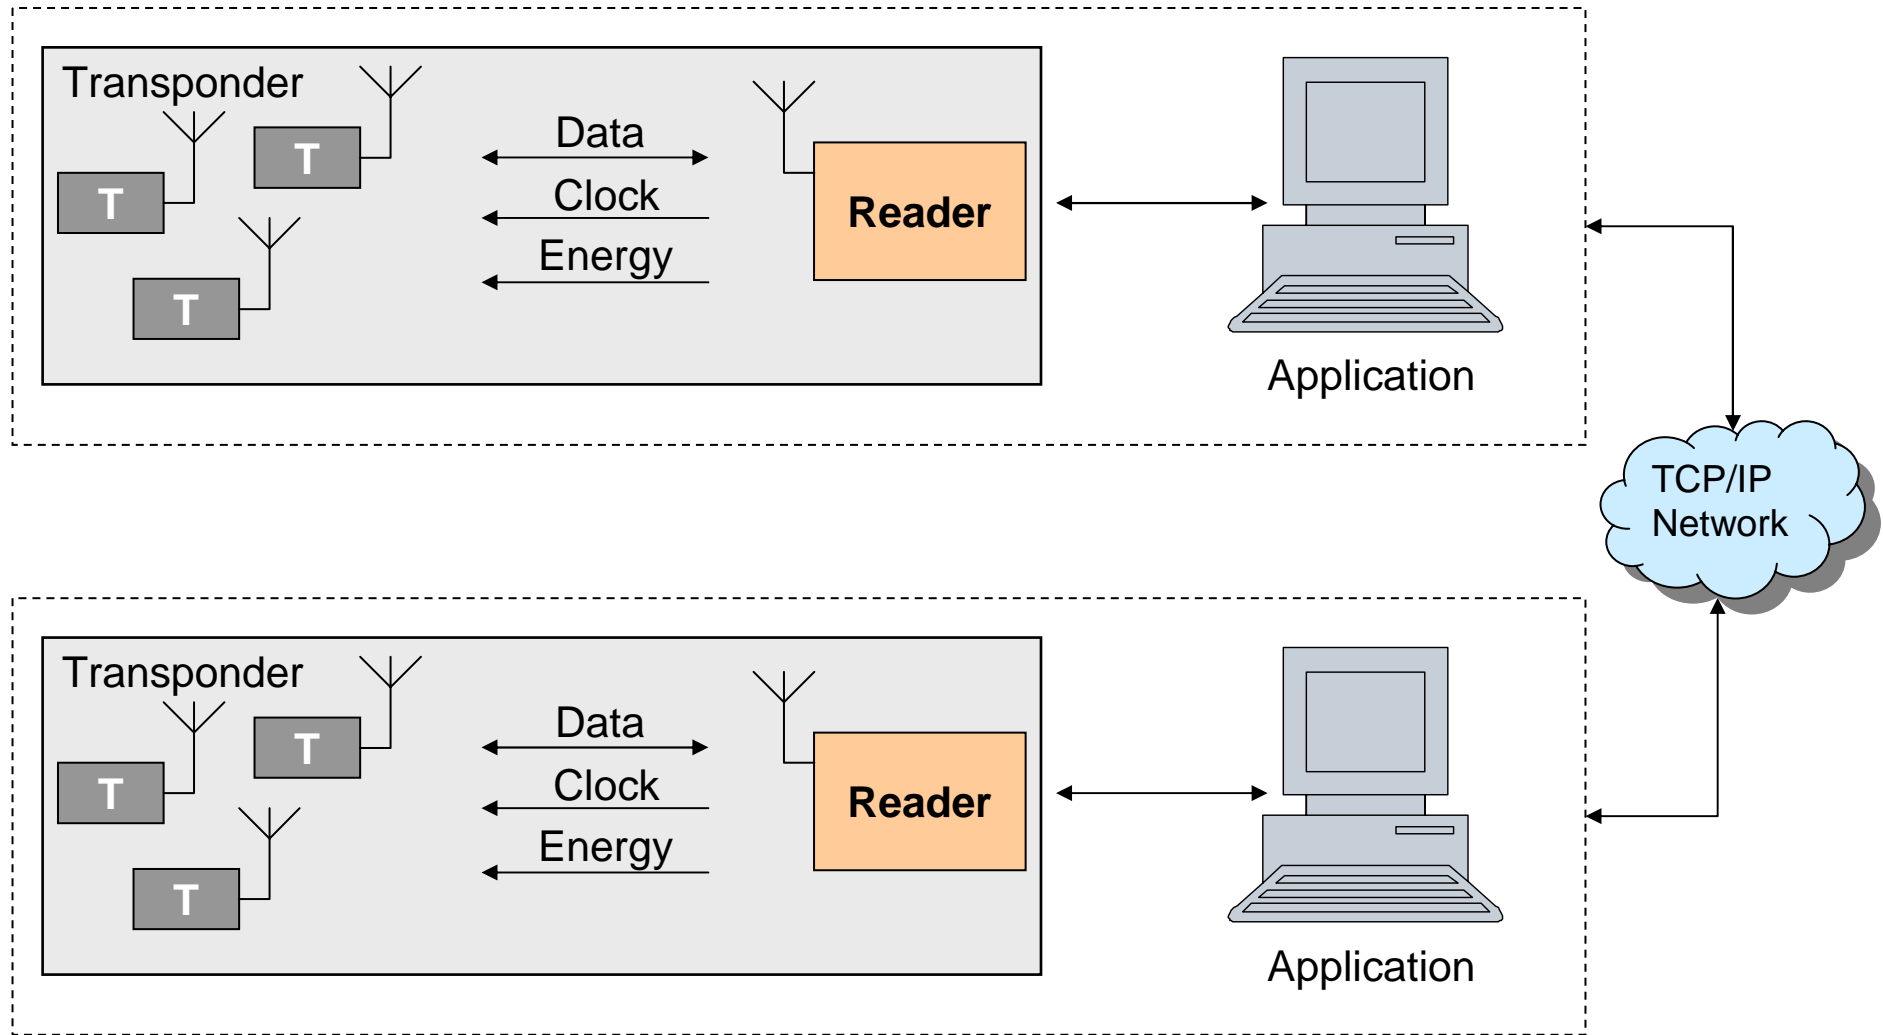 Transponder
T
T
T
Data
Clock
Energy
Reader
Application
TCP/IP
Network
Transponder
T
T
T
Data
Clock
Energy
Reader
Application